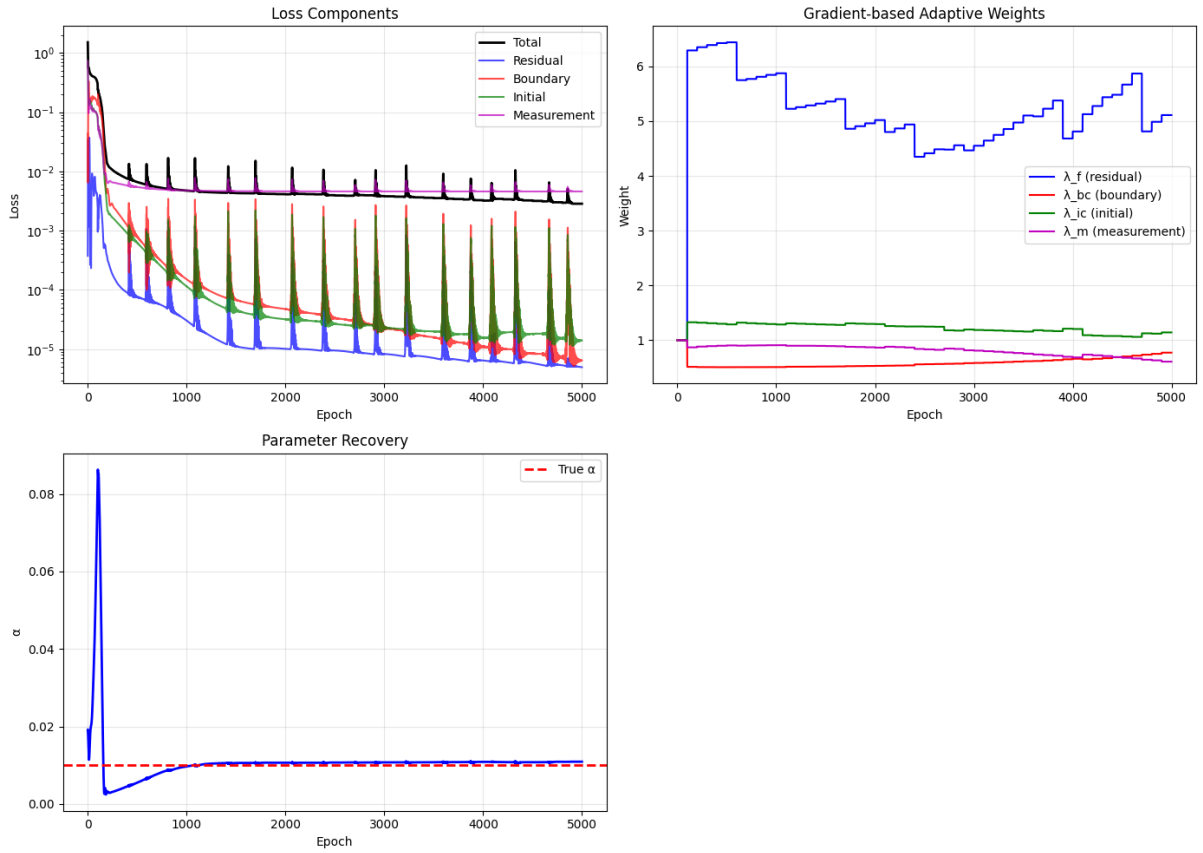 Loss Components
10^0
10^-1
10^-2
10^-3
10^-4
10^-5
Loss
0
1000
2000
3000
4000
5000
Epoch
Total
Residual
Boundary
Initial
Measurement
Gradient-based Adaptive Weights
6
5
4
3
2
1
Weight
0
1000
2000
3000
4000
5000
Epoch
λ_f (residual)
λ_bc (boundary)
λ_ic (initial)
λ_m (measurement)
Parameter Recovery
0.08
0.06
0.04
0.02
0.00
α
0
1000
2000
3000
4000
5000
Epoch
True α